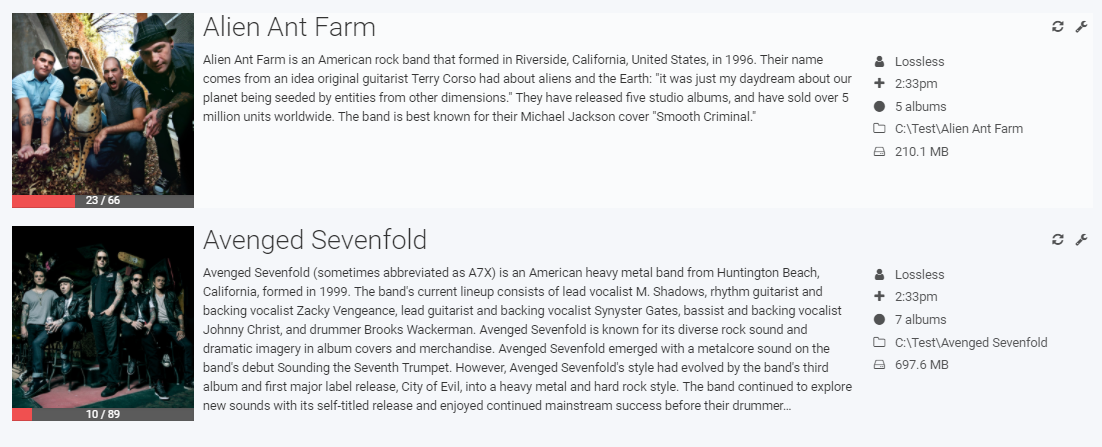 Alien Ant Farm
Alien Ant Farm is an American rock band that formed in Riverside, California, United States, in 1996. Their name
comes from an idea original guitarist Terry Corso had about aliens and the Earth: "it was just my daydream about our
planet being seeded by entities from other dimensions." They have released five studio albums, and have sold over 5
million units worldwide. The band is best known for their Michael Jackson cover "Smooth Criminal."
Lossless
2:33pm
5 albums
C:\Test\Alien Ant Farm
210.1 MB
23 / 66
Avenged Sevenfold
Avenged Sevenfold (sometimes abbreviated as A7X) is an American heavy metal band from Huntington Beach,
California, formed in 1999. The band's current lineup consists of lead vocalist M. Shadows, rhythm guitarist and
backing vocalist Zacky Vengeance, lead guitarist and backing vocalist Synyster Gates, bassist and backing vocalist
Johnny Christ, and drummer Brooks Wackerman. Avenged Sevenfold is known for its diverse rock sound and
dramatic imagery in album covers and merchandise. Avenged Sevenfold emerged with a metalcore sound on the
band's debut Sounding the Seventh Trumpet. However, Avenged Sevenfold's style had evolved by the band's third
album and first major label release, City of Evil, into a heavy metal and hard rock style. The band continued to explore
new sounds with its self-titled release and enjoyed continued mainstream success before their drummer...
Lossless
2:33pm
7 albums
C:\Test\Avenged Sevenfold
697.6 MB
10 / 89